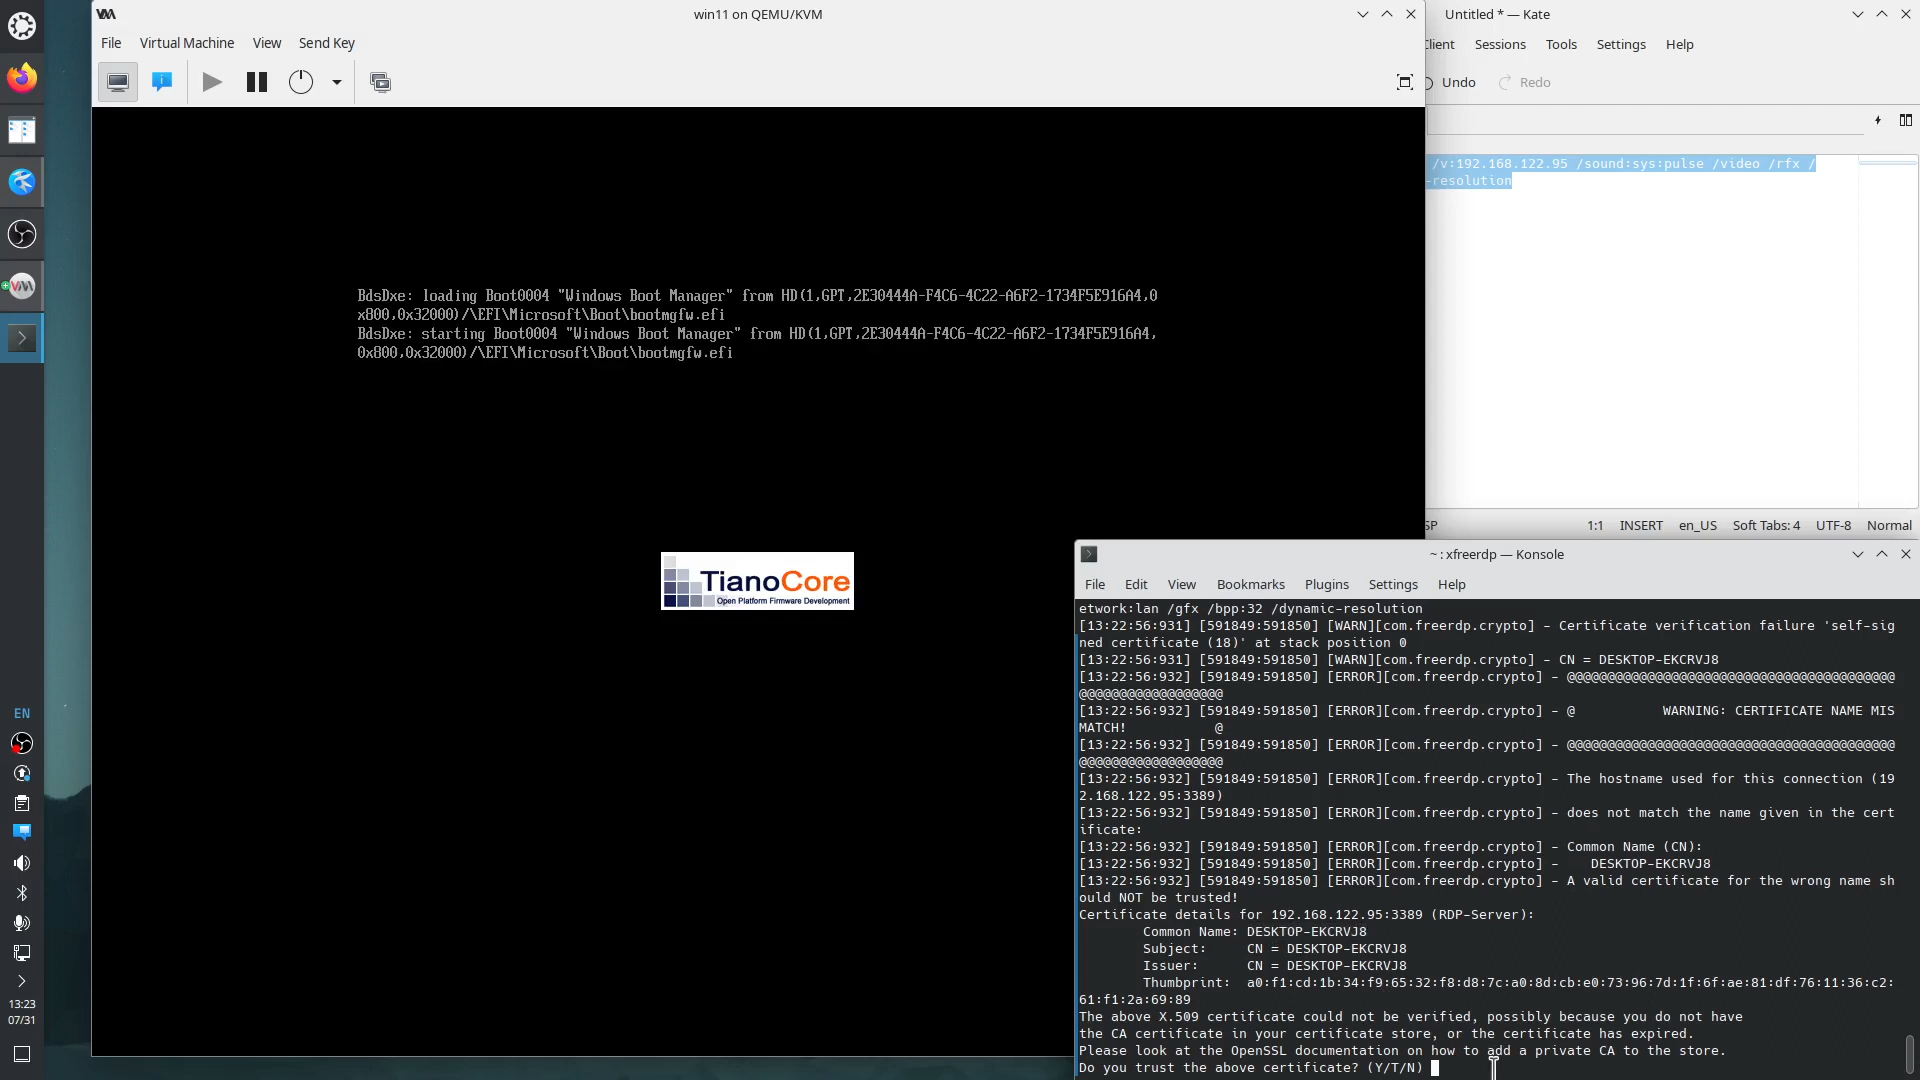 win11 on QEMU/KVM
File Virtual Machine View Send Key
BdsDxe: loading Boot0004 "Windows Boot Manager" from HD(1,GPT,2E30444A-F4C6-4C22-A6F2-1734F5E916A4,0
x800,0x32000)/\EFI\Microsoft\Boot\bootmgfw.efi
BdsDxe: starting Boot0004 "Windows Boot Manager" from HD(1,GPT,2E30444A-F4C6-4C22-A6F2-1734F5E916A4,
0x800,0x32000)/\EFI\Microsoft\Boot\bootmgfw.efi
TianoCore
Open Platform Firmware Development
Untitled * — Kate
lient Sessions Tools Settings Help
Undo Redo
/v:192.168.122.95 /sound:sys:pulse /video /rfx /
-resolution
SP 1:1 INSERT en_US Soft Tabs: 4 UTF-8 Normal
~ : xfreerdp — Konsole
File Edit View Bookmarks Plugins Settings Help
etwork:lan /gfx /bpp:32 /dynamic-resolution
[13:22:56:931] [591849:591850] [WARN][com.freerdp.crypto] - Certificate verification failure 'self-sig
ned certificate (18)' at stack position 0
[13:22:56:931] [591849:591850] [WARN][com.freerdp.crypto] - CN = DESKTOP-EKCRVJ8
[13:22:56:932] [591849:591850] [ERROR][com.freerdp.crypto] - @@@@@@@@@@@@@@@@@@@@@@@@@@@@@@@@@@@@@@@@@
@@@@@@@@@@@@@@@@@@
[13:22:56:932] [591849:591850] [ERROR][com.freerdp.crypto] - @           WARNING: CERTIFICATE NAME MIS
MATCH!           @
[13:22:56:932] [591849:591850] [ERROR][com.freerdp.crypto] - @@@@@@@@@@@@@@@@@@@@@@@@@@@@@@@@@@@@@@@@@
@@@@@@@@@@@@@@@@@@
[13:22:56:932] [591849:591850] [ERROR][com.freerdp.crypto] - The hostname used for this connection (19
2.168.122.95:3389)
[13:22:56:932] [591849:591850] [ERROR][com.freerdp.crypto] - does not match the name given in the cert
ificate:
[13:22:56:932] [591849:591850] [ERROR][com.freerdp.crypto] - Common Name (CN):
[13:22:56:932] [591849:591850] [ERROR][com.freerdp.crypto] -    DESKTOP-EKCRVJ8
[13:22:56:932] [591849:591850] [ERROR][com.freerdp.crypto] - A valid certificate for the wrong name sh
ould NOT be trusted!
Certificate details for 192.168.122.95:3389 (RDP-Server):
Common Name: DESKTOP-EKCRVJ8
Subject:     CN = DESKTOP-EKCRVJ8
Issuer:      CN = DESKTOP-EKCRVJ8
Thumbprint:  a0:f1:cd:1b:34:f9:65:32:f8:d8:7c:a0:8d:cb:e0:73:96:7d:1f:6f:ae:81:df:76:11:36:c2:
61:f1:2a:69:89
The above X.509 certificate could not be verified, possibly because you do not have
the CA certificate in your certificate store, or the certificate has expired.
Please look at the OpenSSL documentation on how to add a private CA to the store.
Do you trust the above certificate? (Y/T/N)
EN
13:23
07/31